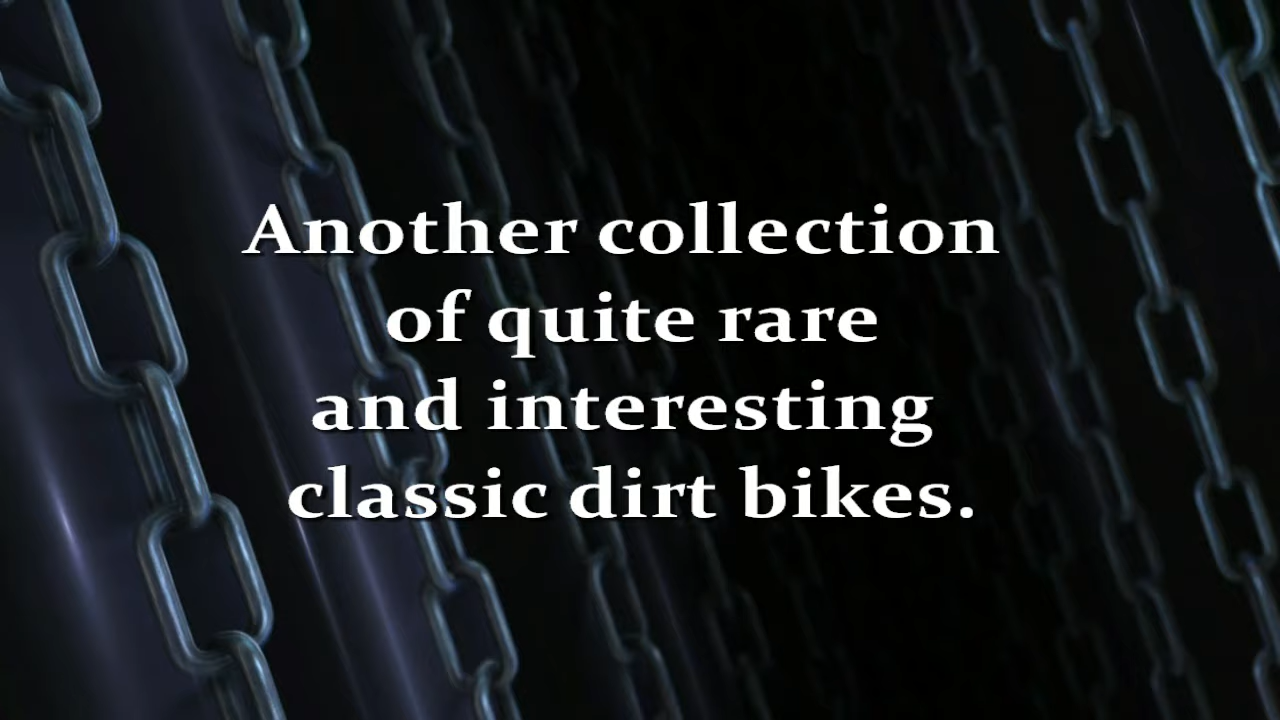 Another collection
of quite rare
and interesting
classic dirt bikes.